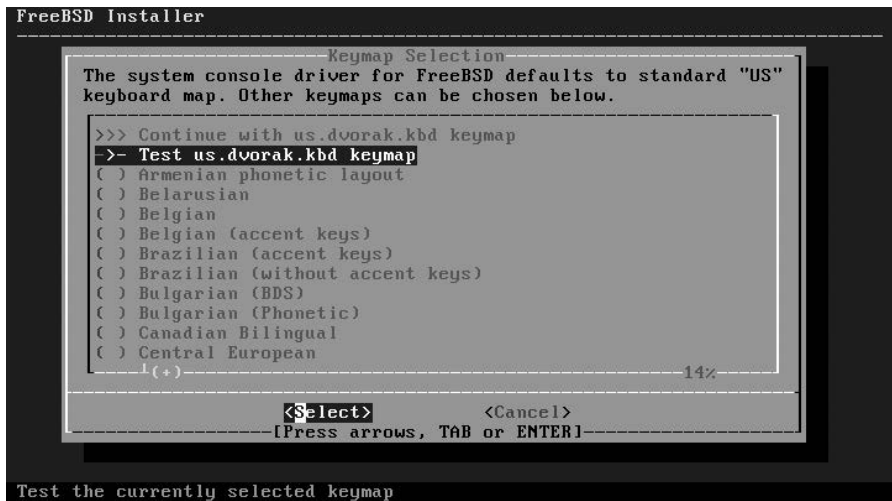 FreeBSD Installer
Keymap Selection
The system console driver for FreeBSD defaults to standard "US"
keyboard map. Other keymaps can be chosen below.
>>> Continue with us.dvorak.kbd keymap
->- Test us.dvorak.kbd keymap
( ) Armenian phonetic layout
( ) Belarusian
( ) Belgian
( ) Belgian (accent keys)
( ) Brazilian (accent keys)
( ) Brazilian (without accent keys)
( ) Bulgarian (BDS)
( ) Bulgarian (Phonetic)
( ) Canadian Bilingual
( ) Central European
(+) 14%
<Select> <Cancel>
[Press arrows, TAB or ENTER]
Test the currently selected keymap